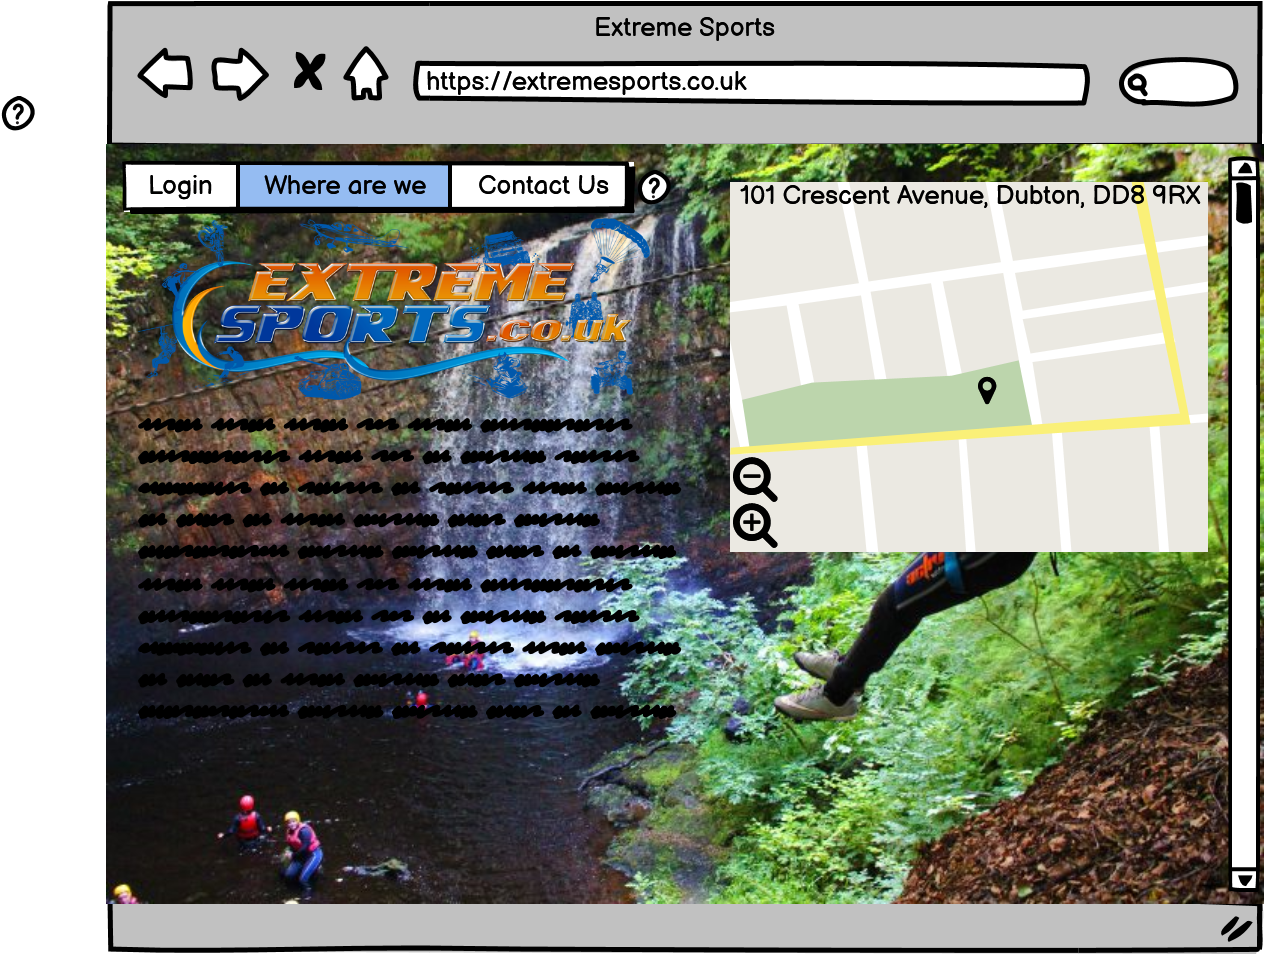 Extreme Sports
https://extremesports.co.uk
Login Where are we Contact Us
101 Crescent Avenue, Dubton, DD8 9RX
EXTREME
SPORTS.co.uk